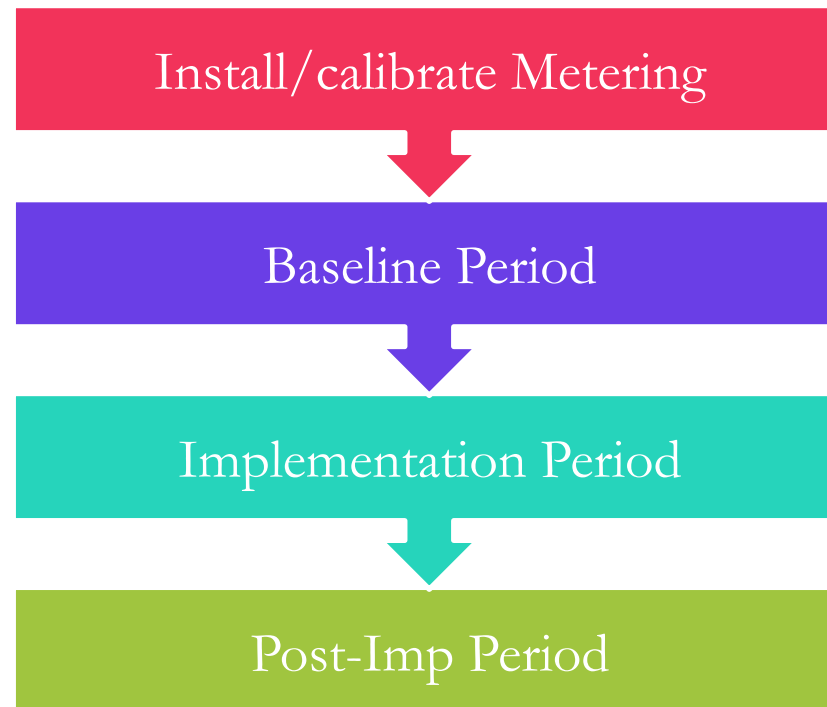 Install/calibrate Metering
Baseline Period
Implementation Period
Post-Imp Period